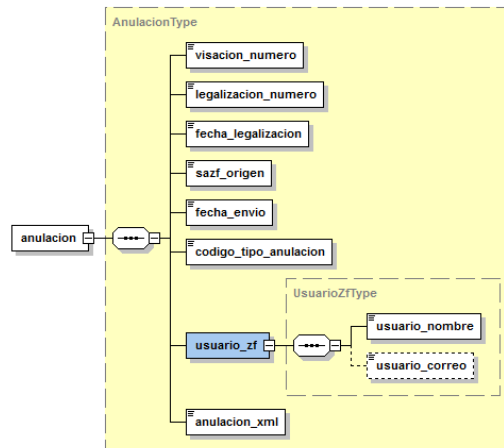 AnulacionType
visacion_numero
legalizacion_numero
fecha_legalizacion
sazf_origen
fecha_envio
anulacion
codigo_tipo_anulacion
UsuarioZfType
usuario_nombre
usuario_zf
usuario_correo
anulacion_xml